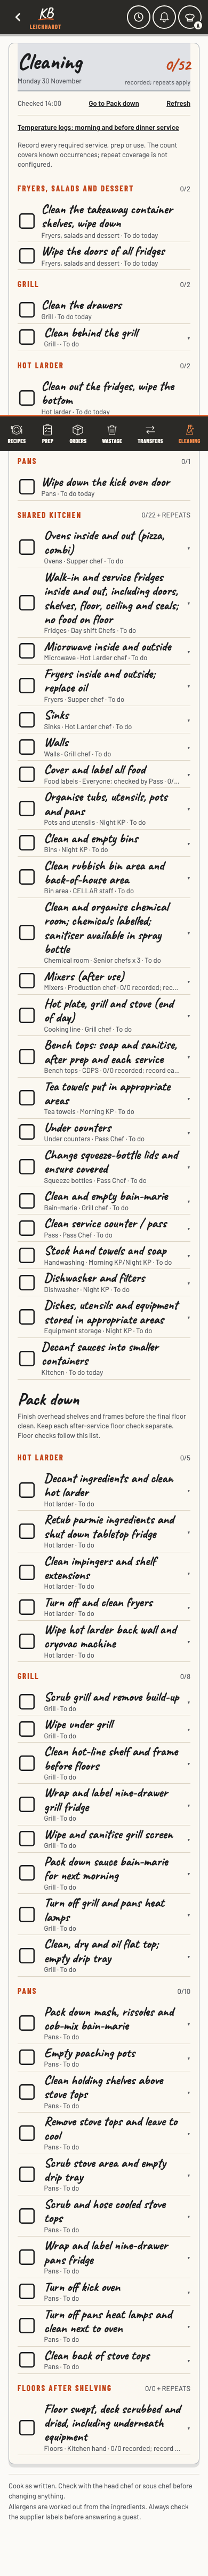 KB
LEICHHARDT
Cleaning
0/52
Monday 30 November
recorded; repeats apply
Checked 14:00
Go to Pack down
Refresh
Temperature logs: morning and before dinner service
Record every required service, prep or use. The count
covers known occurrences; repeat coverage is not
configured.
FRYERS, SALADS AND DESSERT
0/2
Clean the takeaway container
shelves, wipe down
Fryers, salads and dessert · To do today
Wipe the doors of all fridges
Fryers, salads and dessert · To do today
GRILL
0/2
Clean the drawers
Grill · To do today
Clean behind the grill
Grill · · To do
HOT LARDER
0/2
Clean out the fridges, wipe the
bottom
Hot larder · To do today
RECIPES
PREP
ORDERS
WASTAGE
TRANSFERS
CLEANING
PANS
0/1
Wipe down the kick oven door
Pans · To do today
SHARED KITCHEN
0/22 + REPEATS
Ovens inside and out (pizza,
combi)
Ovens · Supper chef · To do
Walk-in and service fridges
inside and out, including doors,
shelves, floor, ceiling and seals;
no food on floor
Fridges · Day shift Chefs · To do
Microwave inside and outside
Microwave · Hot Larder chef · To do
Fryers inside and outside;
replace oil
Fryers · Supper chef · To do
Sinks
Sinks · Hot Larder chef · To do
Walls
Walls · Grill chef · To do
Cover and label all food
Food labels · Everyone; checked by Pass · 0/...
Organise tubs, utensils, pots
and pans
Pots and utensils · Night KP · To do
Clean and empty bins
Bins · Night KP · To do
Clean rubbish bin area and
back-of-house area
Bin area · CELLAR staff · To do
Clean and organise chemical
room; chemicals labelled;
sanitiser available in spray
bottle
Chemical room · Senior chefs x 3 · To do
Mixers (after use)
Mixers · Production chef · 0/0 recorded; rec...
Hot plate, grill and stove (end
of day)
Cooking line · Grill chef · To do
Bench tops: soap and sanitise,
after prep and each service
Bench tops · CDPS · 0/0 recorded; record ea...
Tea towels put in appropriate
areas
Tea towels · Morning KP · To do
Under counters
Under counters · Pass Chef · To do
Change squeeze-bottle lids and
ensure covered
Squeeze bottles · Pass Chef · To do
Clean and empty bain-marie
Bain-marie · Grill chef · To do
Clean service counter / pass
Pass · Pass Chef · To do
Stock hand towels and soap
Handwashing · Morning KP/Night KP · To do
Dishwasher and filters
Dishwasher · Night KP · To do
Dishes, utensils and equipment
stored in appropriate areas
Equipment storage · Night KP · To do
Decant sauces into smaller
containers
Kitchen · To do today
Pack down
Finish overhead shelves and frames before the final floor
clean. Keep each after-service floor check separate.
Floor checks follow this list.
HOT LARDER
0/5
Decant ingredients and clean
hot larder
Hot larder · To do
Retub parmie ingredients and
shut down tabletop fridge
Hot larder · To do
Clean impingers and shelf
extensions
Hot larder · To do
Turn off and clean fryers
Hot larder · To do
Wipe hot larder back wall and
cryovac machine
Hot larder · To do
GRILL
0/8
Scrub grill and remove build-up
Grill · To do
Wipe under grill
Grill · To do
Clean hot-line shelf and frame
before floors
Grill · To do
Wrap and label nine-drawer
grill fridge
Grill · To do
Wipe and sanitise grill screen
Grill · To do
Pack down sauce bain-marie
for next morning
Grill · To do
Turn off grill and pans heat
lamps
Grill · To do
Clean, dry and oil flat top;
empty drip tray
Grill · To do
PANS
0/10
Pack down mash, rissoles and
cob-mix bain-marie
Pans · To do
Empty poaching pots
Pans · To do
Clean holding shelves above
stove tops
Pans · To do
Remove stove tops and leave to
cool
Pans · To do
Scrub stove area and empty
drip tray
Pans · To do
Scrub and hose cooled stove
tops
Pans · To do
Wrap and label nine-drawer
pans fridge
Pans · To do
Turn off kick oven
Pans · To do
Turn off pans heat lamps and
clean next to oven
Pans · To do
Clean back of stove tops
Pans · To do
FLOORS AFTER SHELVING
0/0 + REPEATS
Floor swept, deck scrubbed and
dried, including underneath
equipment
Floors · Kitchen hand · 0/0 recorded; record ...
Cook as written. Check with the head chef or sous chef before
changing anything.
Allergens are worked out from the ingredients. Always check
the supplier labels before answering a guest.